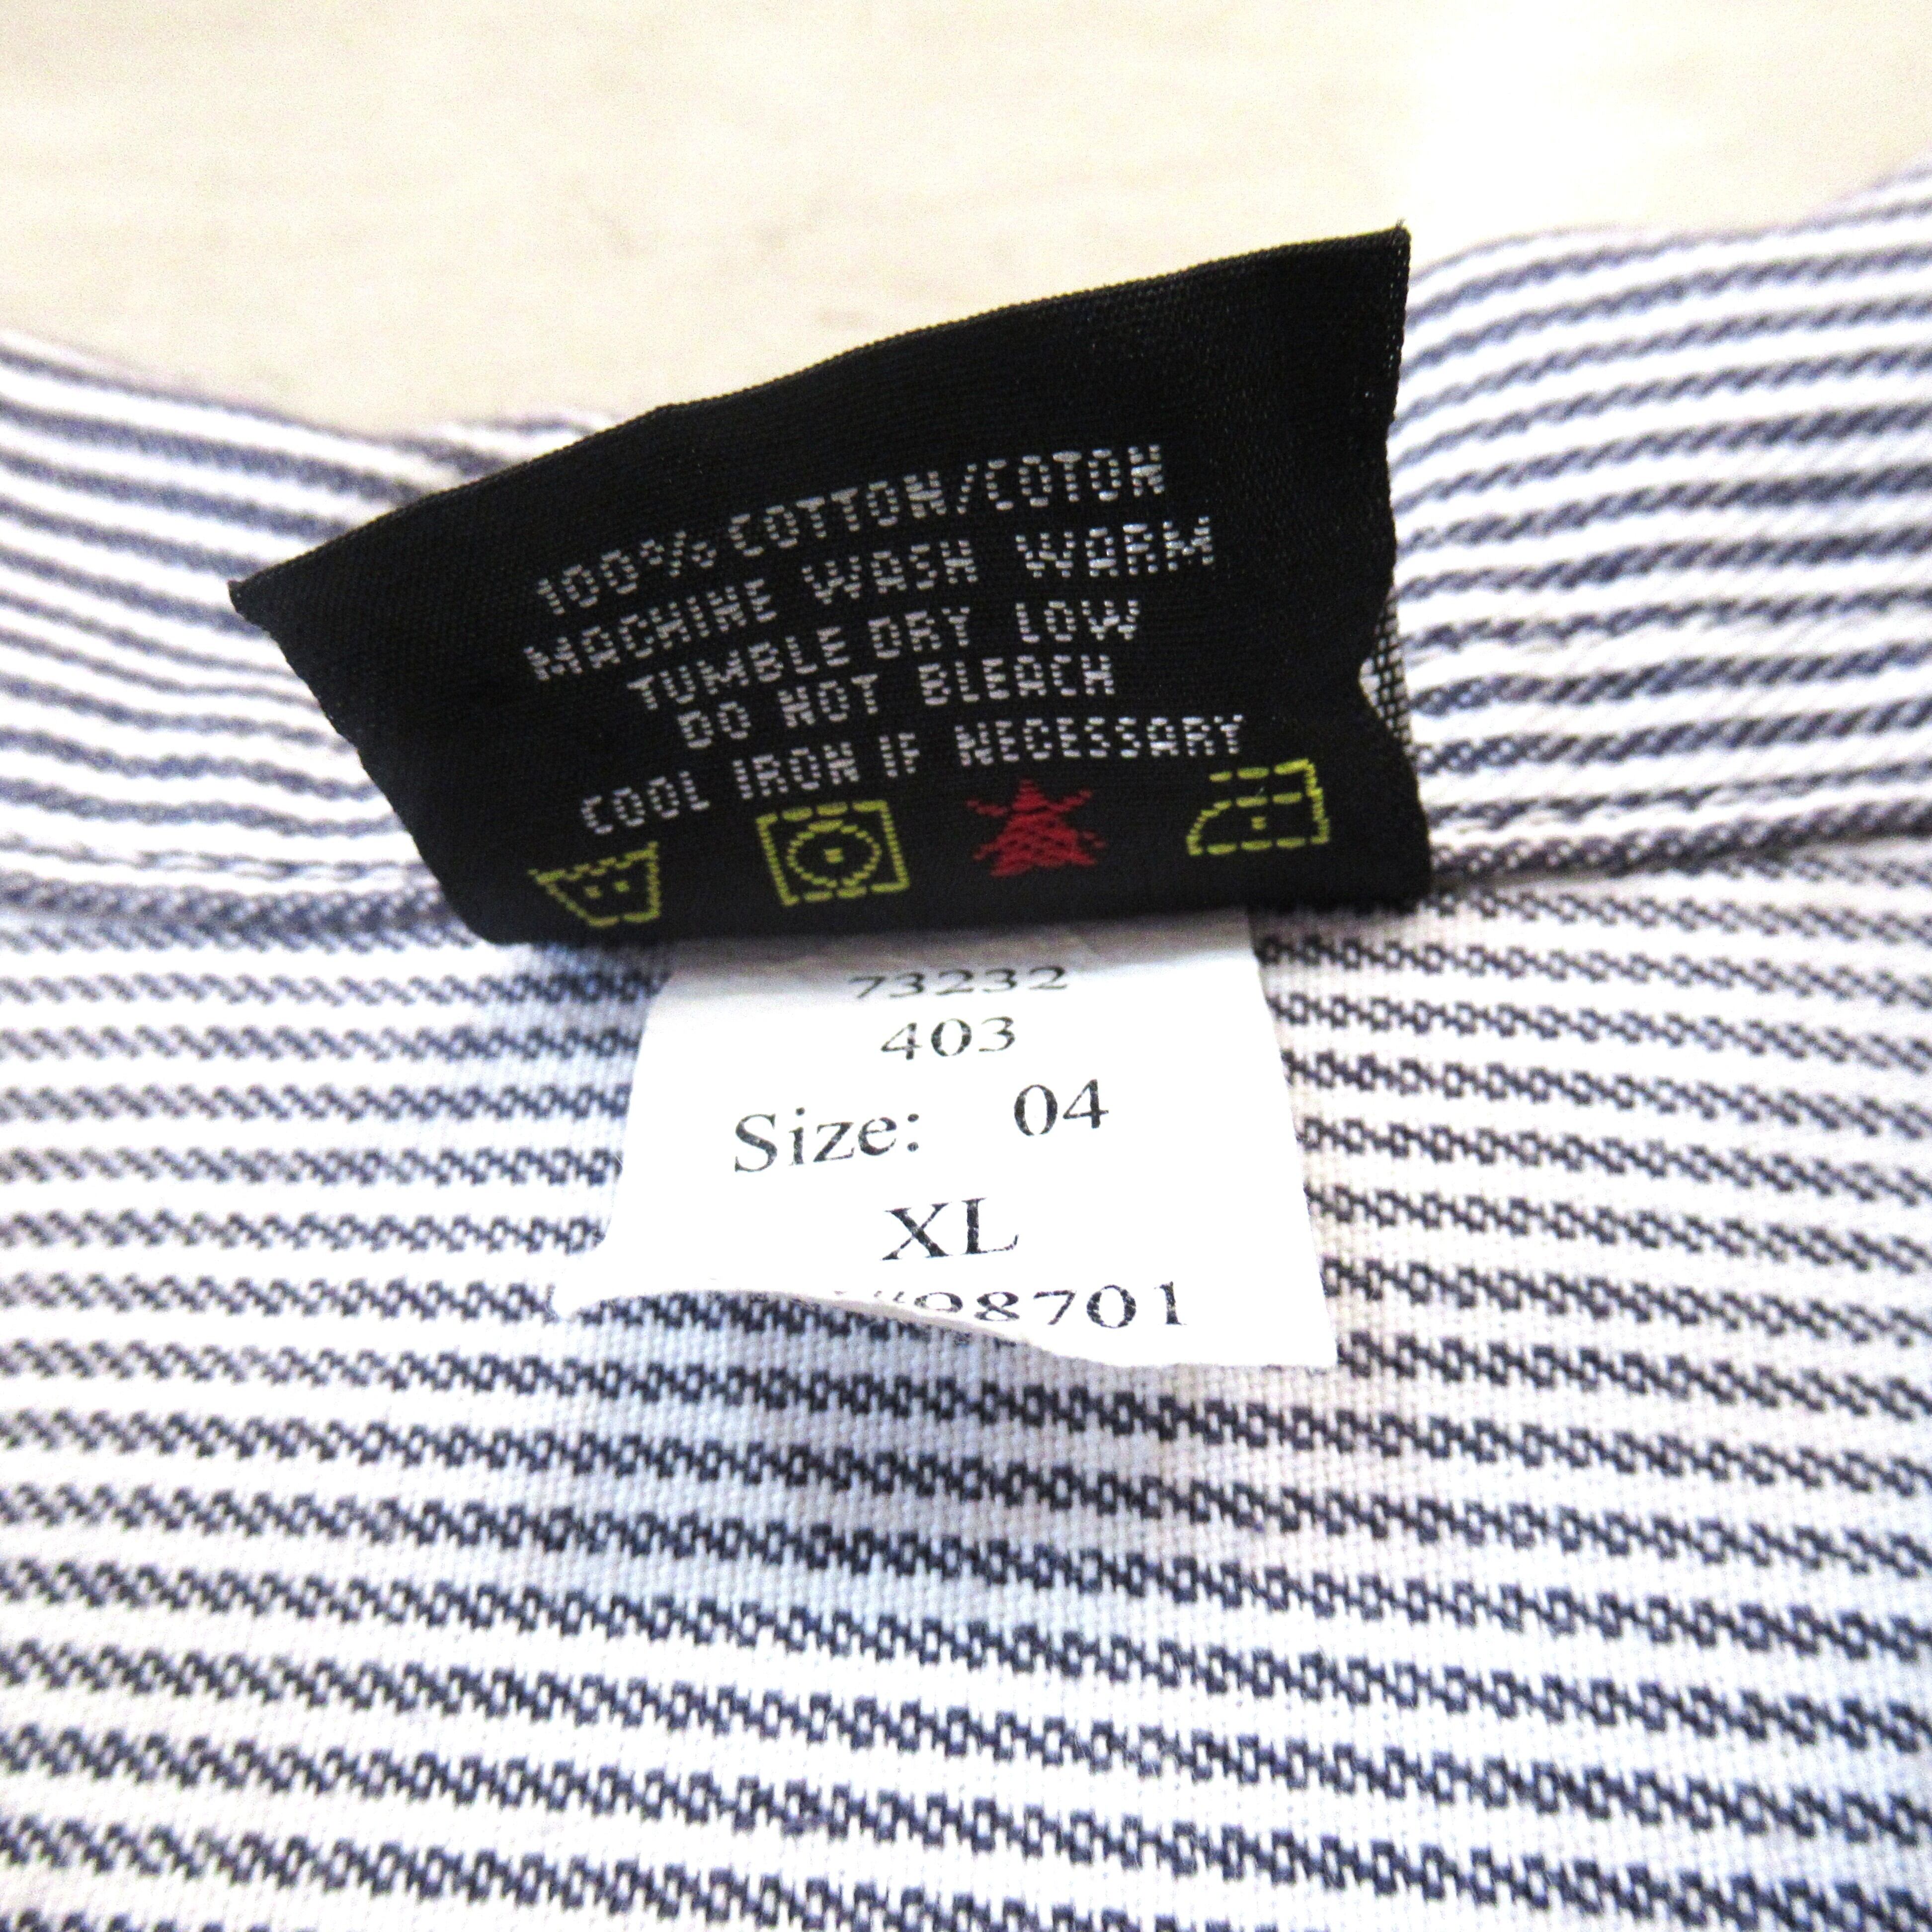 100% COTTON/COTON
MACHINE WASH WARM
TUMBLE DRY LOW
DO NOT BLEACH
COOL IRON IF NECESSARY
73232
403
Size: 04
XL
98701